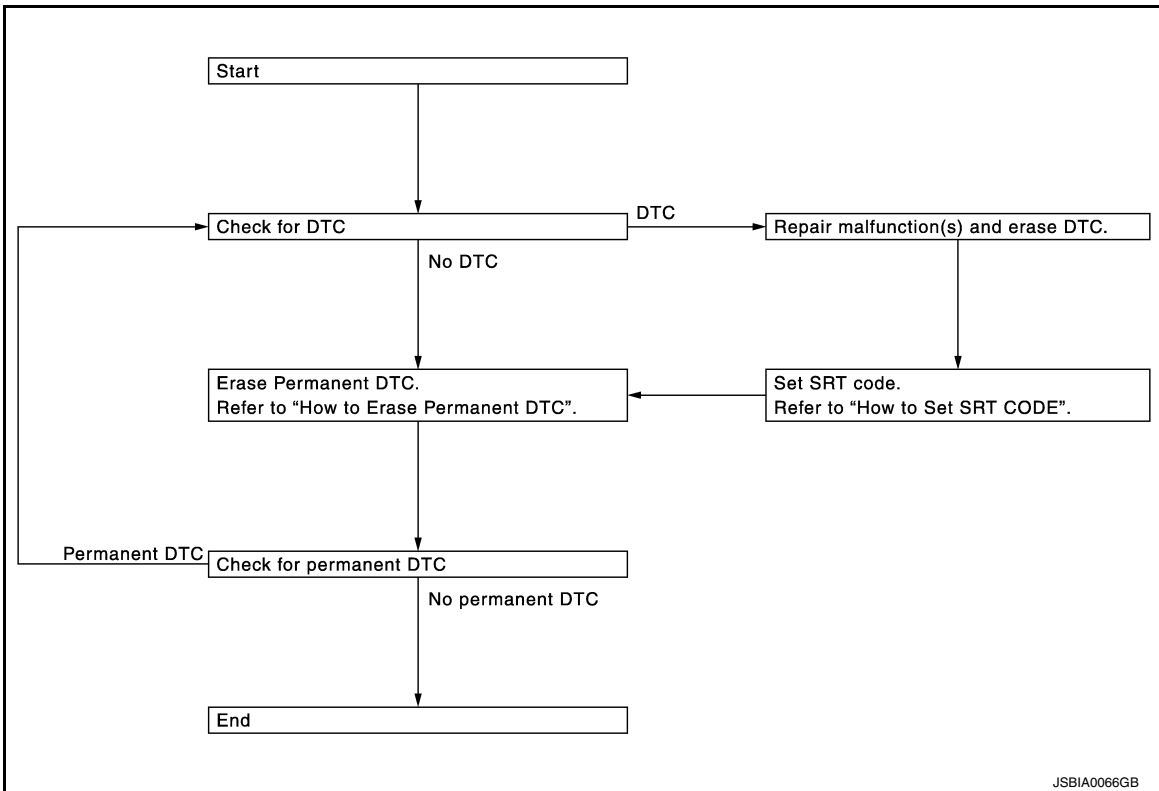 Start
Check for DTC
DTC
Repair malfunction(s) and erase DTC.
No DTC
Erase Permanent DTC.
Refer to “How to Erase Permanent DTC”.
Set SRT code.
Refer to “How to Set SRT CODE”.
Permanent DTC
Check for permanent DTC
No permanent DTC
End
JSBIA0066GB